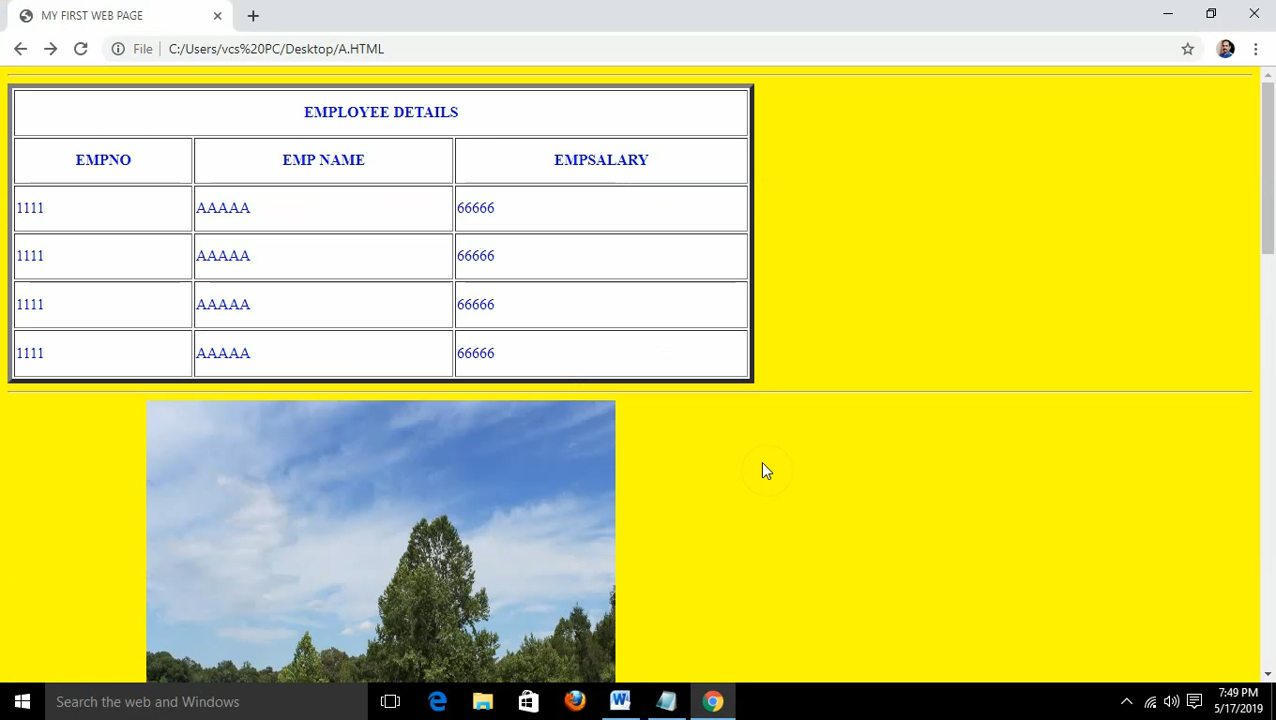 MY FIRST WEB PAGE
File C:/Users/vcs%20PC/Desktop/A.HTML
EMPLOYEE DETAILS
EMPNO EMP NAME EMPSALARY
1111 AAAAA 66666
1111 AAAAA 66666
1111 AAAAA 66666
1111 AAAAA 66666
Search the web and Windows
7:49 PM
5/17/2019